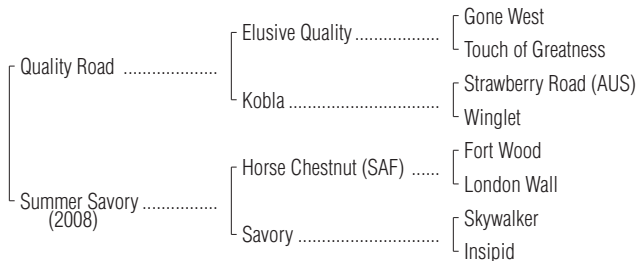 Gone West
Elusive Quality ...................
Touch of Greatness
Quality Road .....................
Strawberry Road (AUS)
Kobla ..................................
Winglet
Fort Wood
Horse Chestnut (SAF) ......
London Wall
Summer Savory .................
(2008)
Skywalker
Savory ................................
Insipid